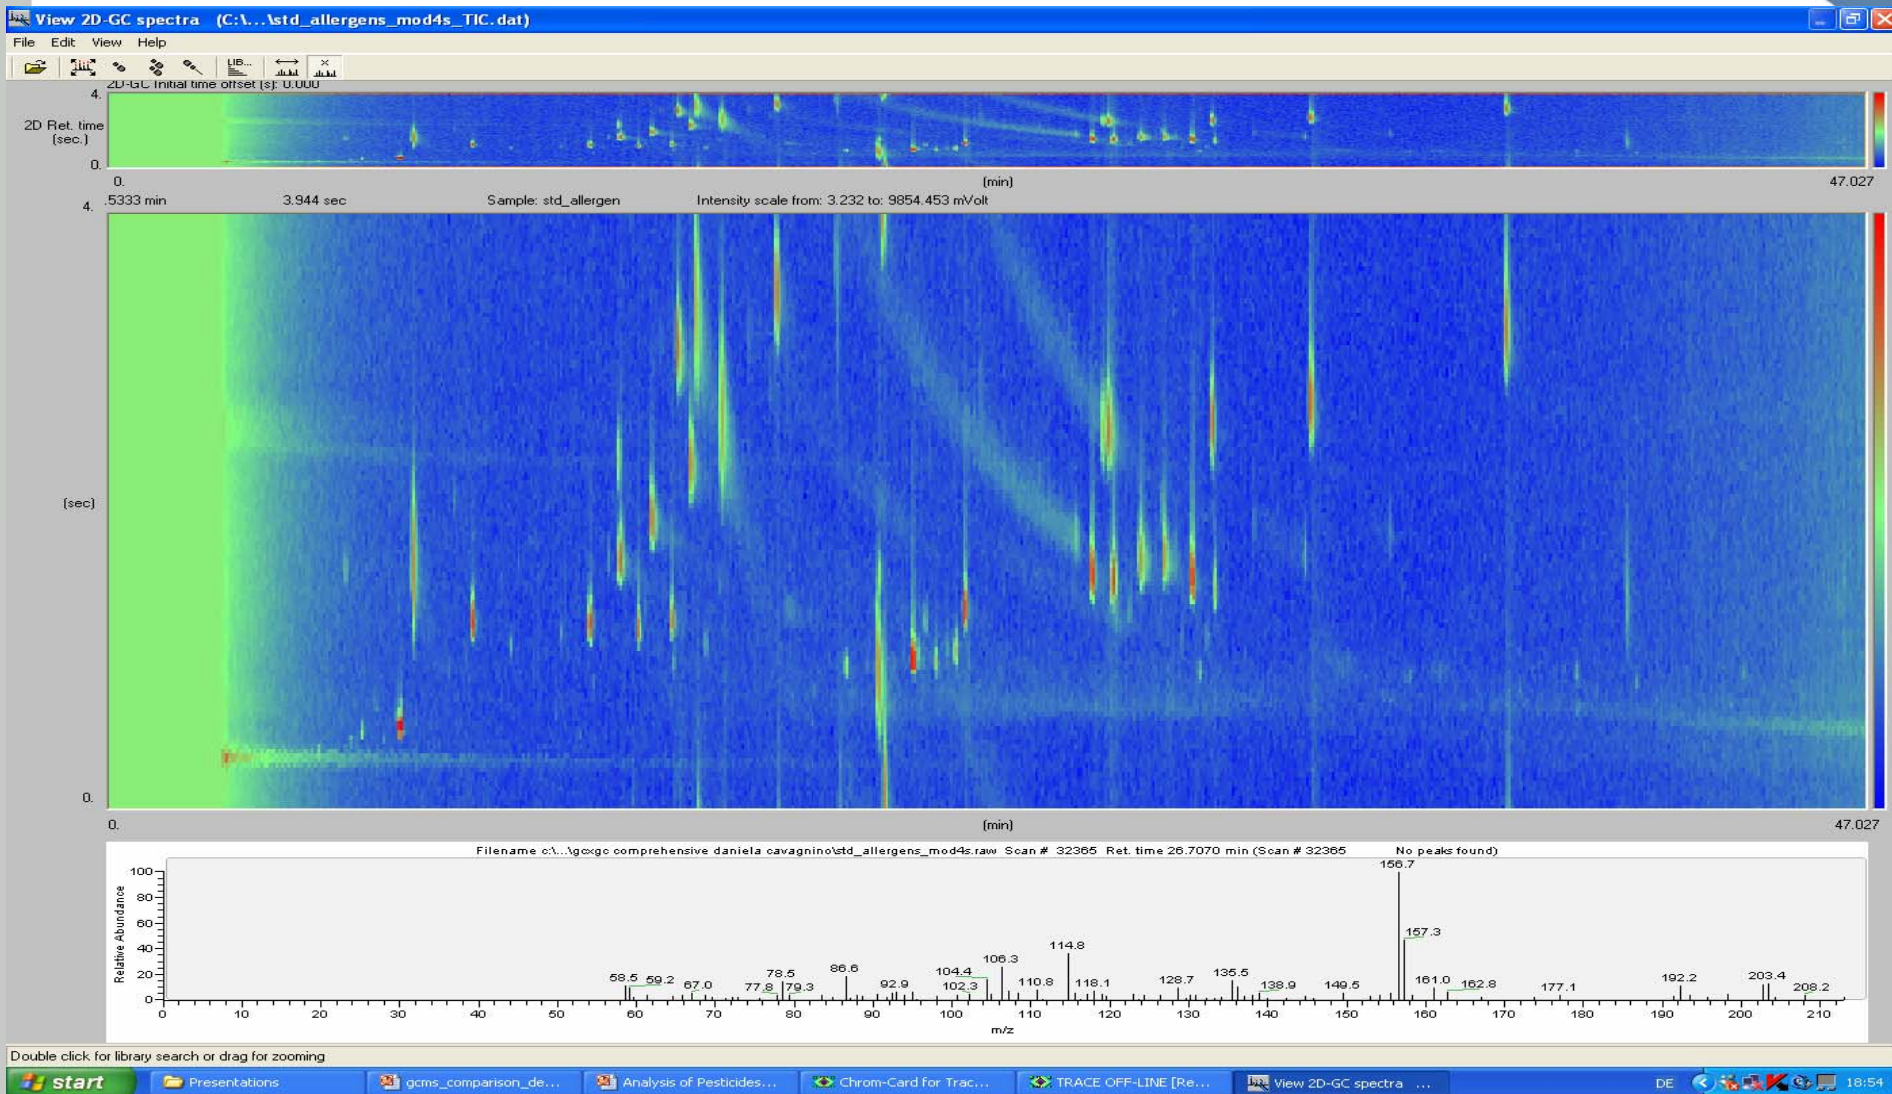 View 2D-GC spectra (C:\...\std_allergens_mod4s_TIC.dat)
File Edit View Help
LIB...
2D-GC Initial time offset [s]: 0.000
4.
2D Ret. time
(sec.)
0.
0. (min) 47.027
.5333 min 3.944 sec Sample: std_allergen Intensity scale from: 3.232 to: 9854.453 mVolt
4.
(sec)
0.
0. (min) 47.027
Filename c:\...\gcxgc comprehensive daniela cavagnino\std_allergens_mod4s.raw Scan # 32365 Ret. time 26.7070 min (Scan # 32365 No peaks found)
Relative Abundance
100
80
60
40
20
0
58.5 59.2 67.0 77.8 78.5 79.3 86.6 92.9 102.3 104.4 106.3 110.8 114.8 118.1 128.7 135.5 138.9 149.5 156.7 157.3 161.0 162.8 177.1 192.2 203.4 208.2
0 10 20 30 40 50 60 70 80 90 100 110 120 130 140 150 160 170 180 190 200 210
m/z
Double click for library search or drag for zooming
start Presentations gcms_comparison_de... Analysis of Pesticides... Chrom-Card for Trac... TRACE OFF-LINE [Re... View 2D-GC spectra ... DE 18:54